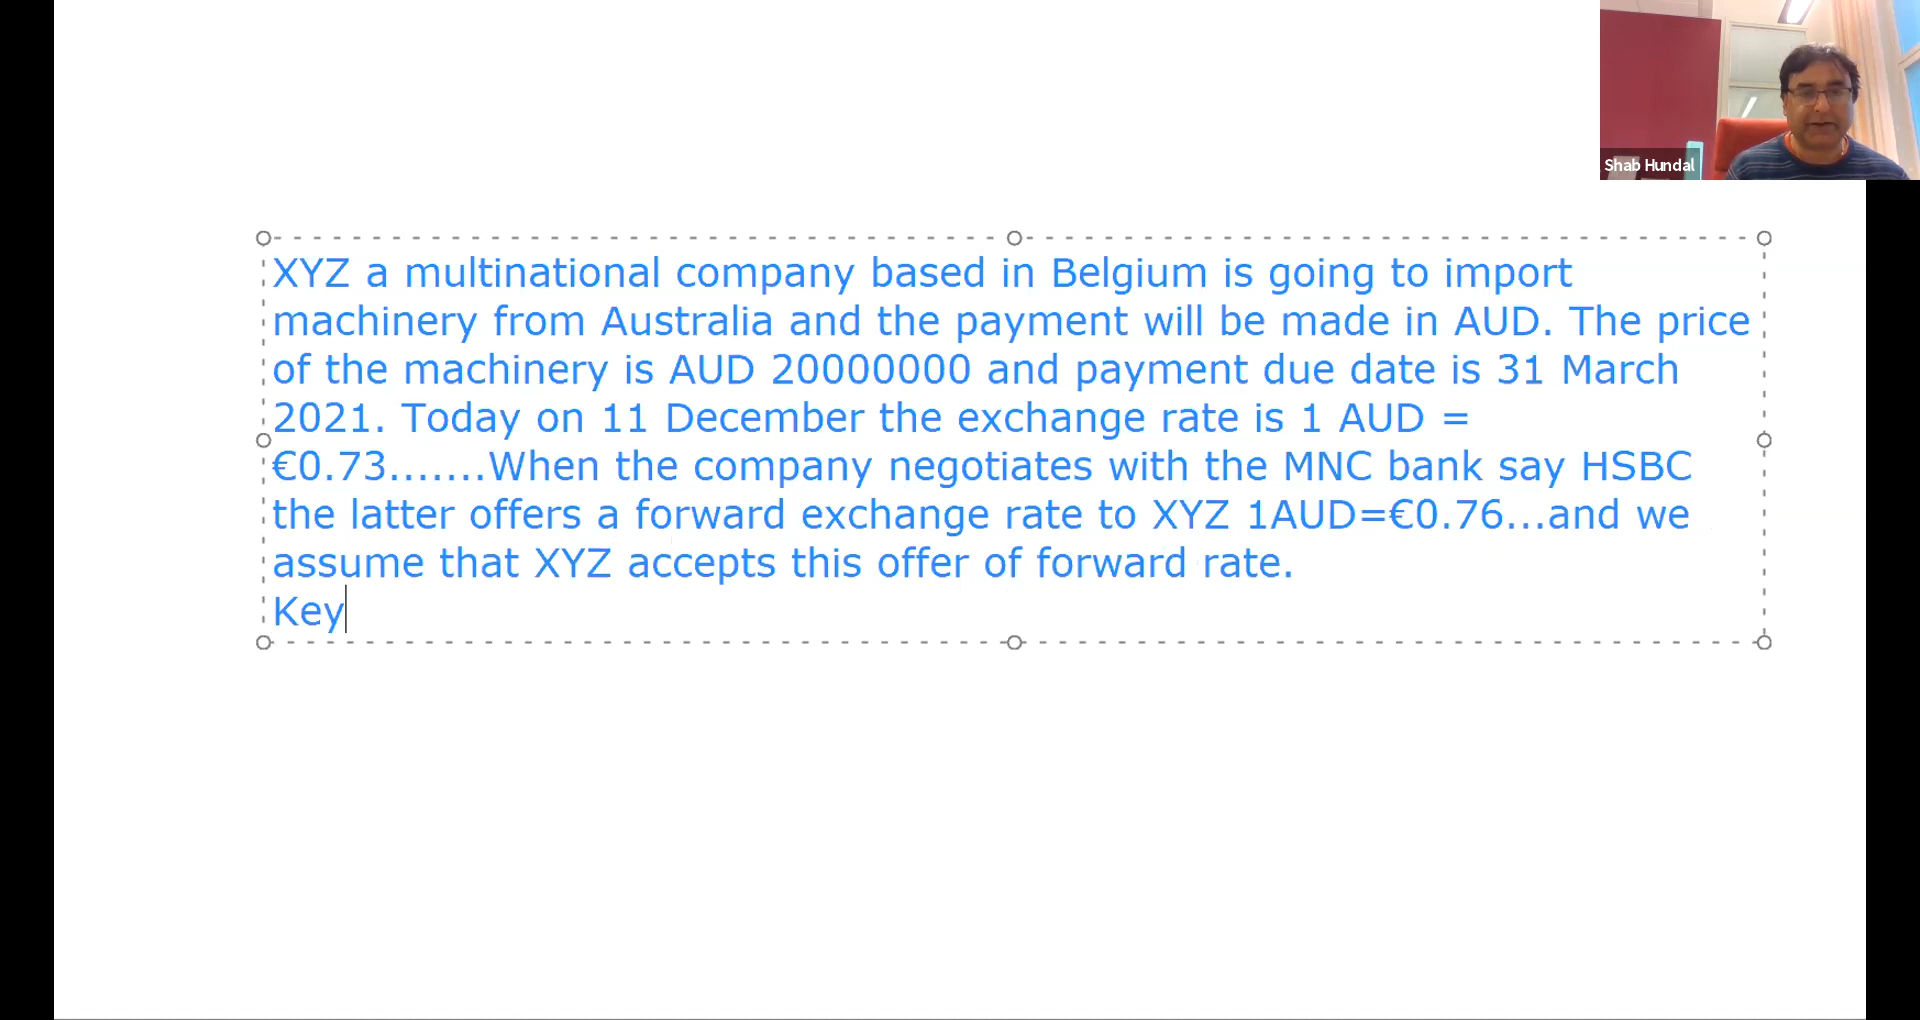 Shab Hundal
XYZ a multinational company based in Belgium is going to import
machinery from Australia and the payment will be made in AUD. The price
of the machinery is AUD 20000000 and payment due date is 31 March
2021. Today on 11 December the exchange rate is 1 AUD =
€0.73.......When the company negotiates with the MNC bank say HSBC
the latter offers a forward exchange rate to XYZ 1AUD=€0.76...and we
assume that XYZ accepts this offer of forward rate.
Key